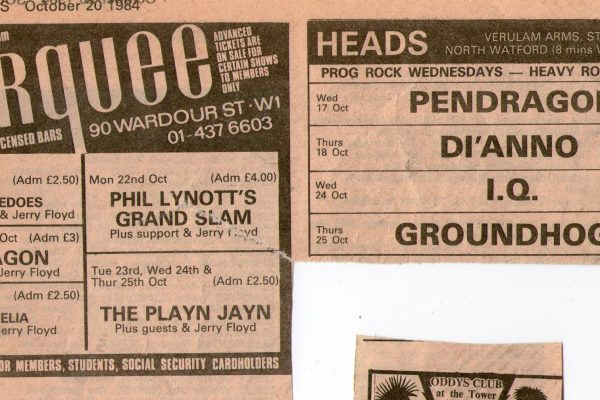 October 20 1984
rquee
ADVANCED
TICKETS ARE
ON SALE FOR
CERTAIN SHOWS
TO MEMBERS
ONLY
CENSED BARS
90 WARDOUR ST · W1
01-437 6603
(Adm £2.50)
EDOES
& Jerry Floyd
Oct (Adm £3)
AGON
Jerry Floyd
(Adm £2.50)
ELIA
erry Floyd
Mon 22nd Oct (Adm £4.00)
PHIL LYNOTT'S
GRAND SLAM
Plus support & Jerry Floyd
Tue 23rd, Wed 24th &
Thur 25th Oct (Adm £2.50)
THE PLAYN JAYN
Plus guests & Jerry Floyd
OR MEMBERS, STUDENTS, SOCIAL SECURITY CARDHOLDERS
HEADS
VERULAM ARMS, ST
NORTH WATFORD (8 mins W
PROG ROCK WEDNESDAYS — HEAVY RO
Wed
17 Oct
PENDRAGON
Thurs
18 Oct
DI'ANNO
Wed
24 Oct
I.Q.
Thurs
25 Oct
GROUNDHOG
ODDYS CLUB
at the Tower